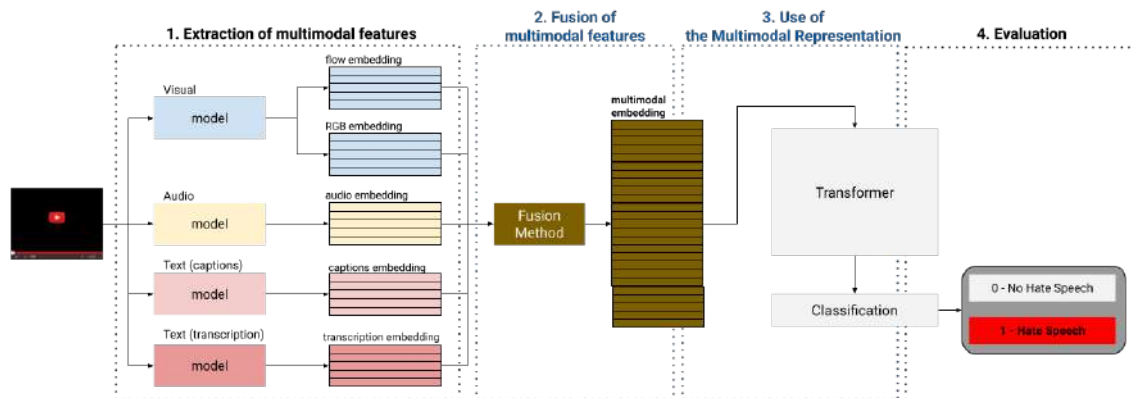 1. Extraction of multimodal features
2. Fusion of
multimodal features
3. Use of
the Multimodal Representation
4. Evaluation
Visual
model
flow embedding
RGB embedding
Audio
model
audio embedding
Text (captions)
model
captions embedding
Text (transcription)
model
transcription embedding
Fusion
Method
multimodal
embedding
Transformer
Classification
0 - No Hate Speech
1 - Hate Speech